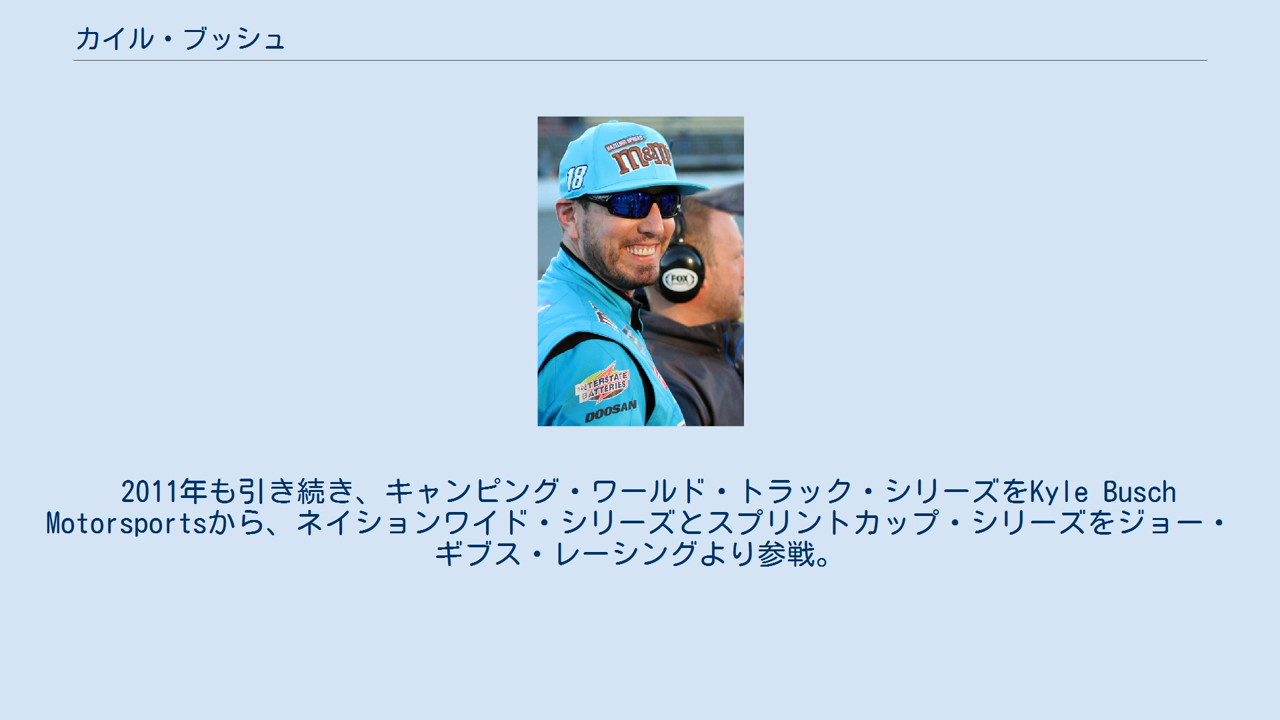 カイル・ブッシュ
HAZELNUT SPREAD
m&m's
18
FOX
SPORTS
INTERSTATE
BATTERIES
DOOSAN
2011年も引き続き、キャンピング・ワールド・トラック・シリーズをKyle Busch
Motorsportsから、ネイションワイド・シリーズとスプリントカップ・シリーズをジョー・
ギブス・レーシングより参戦。